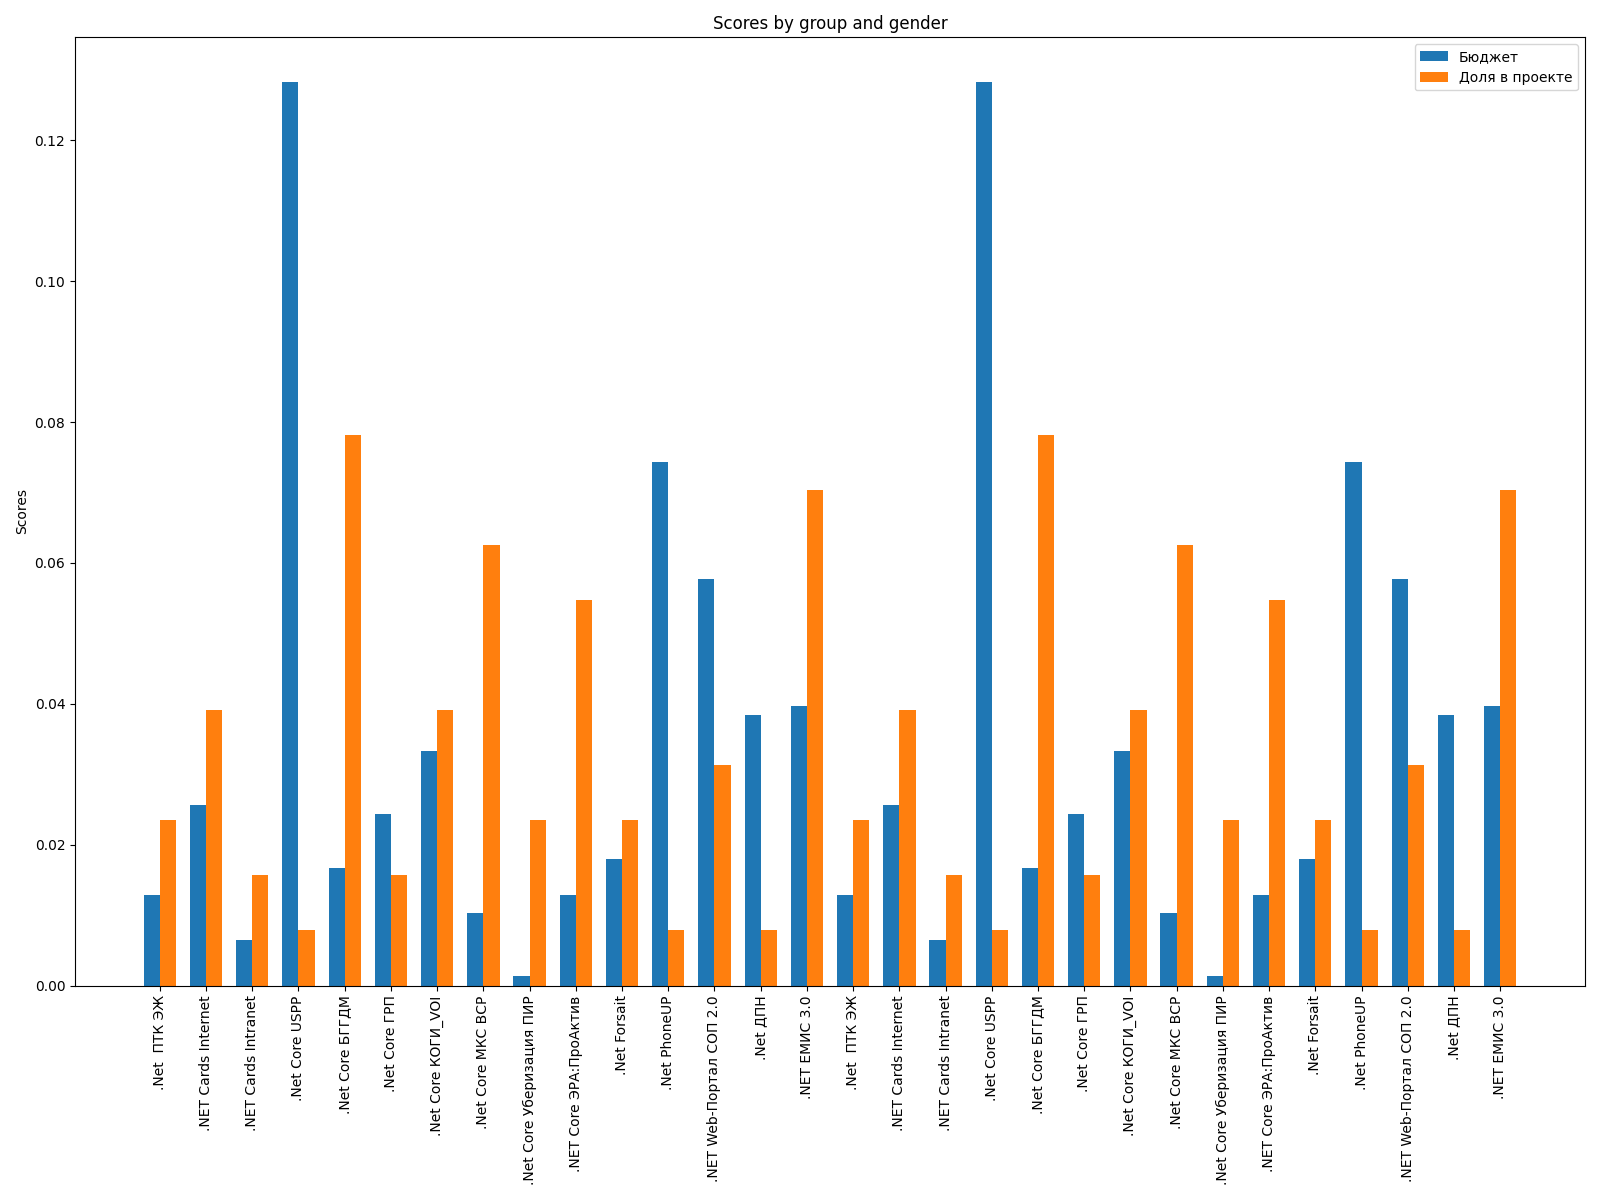 Scores by group and gender
Бюджет
Доля в проекте
0.12
0.10
0.08
0.06
0.04
0.02
0.00
Scores
.Net  ПТК ЭЖ
.NET Cards Internet
.NET Cards Intranet
.Net Core USPP
.Net Core БГГДМ
.Net Core ГРП
.Net Core КОГИ_VOI
.Net Core МКС ВСР
.Net Core Уберизация ПИР
.NET Core ЭРА:ПроАктив
.Net Forsait
.Net PhoneUP
.NET Web-Портал СОП 2.0
.Net ДПН
.NET ЕМИС 3.0
.Net  ПТК ЭЖ
.NET Cards Internet
.NET Cards Intranet
.Net Core USPP
.Net Core БГГДМ
.Net Core ГРП
.Net Core КОГИ_VOI
.Net Core МКС ВСР
.Net Core Уберизация ПИР
.NET Core ЭРА:ПроАктив
.Net Forsait
.Net PhoneUP
.NET Web-Портал СОП 2.0
.Net ДПН
.NET ЕМИС 3.0